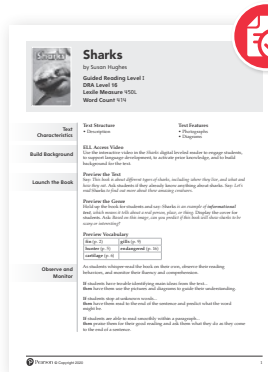 Sharks
Sharks
by Susan Hughes
Guided Reading Level I
DRA Level 16
Lexile Measure 450L
Word Count 414
Text
Characteristics
Text Structure
• Description
Text Features
• Photographs
• Diagrams
Build Background
ELL Access Video
Use the interactive video in the Sharks digital leveled reader to engage students,
to support language development, to activate prior knowledge, and to build
background for the text.
Launch the Book
Preview the Text
Say: This book is about different types of sharks, including where they live, and what and
how they eat. Ask students if they already know anything about sharks. Say: Let's
read Sharks to find out more about these amazing creatures.
Preview the Genre
Hold up the book for students and say: Sharks is an example of informational
text, which means it tells about a real person, place, or thing. Display the cover for
students. Ask: Based on this image, can you predict if this book will show sharks to be
scary or interesting?
Preview Vocabulary
fin (p. 2) gills (p. 5)
hunter (p. 3) endangered (p. 16)
cartilage (p. 4)
Observe and
Monitor
As students whisper-read the book on their own, observe their reading
behaviors, and monitor their fluency and comprehension.
If students have trouble identifying main ideas from the text...
then have them use the pictures and diagrams to guide their understanding.
If students stop at unknown words...
then have them read to the end of the sentence and predict what the word
might be.
If students are able to read smoothly within a paragraph...
then praise them for their good reading and ask them what they do as they come
to the end of a sentence.
Pearson © Copyright 2020
1